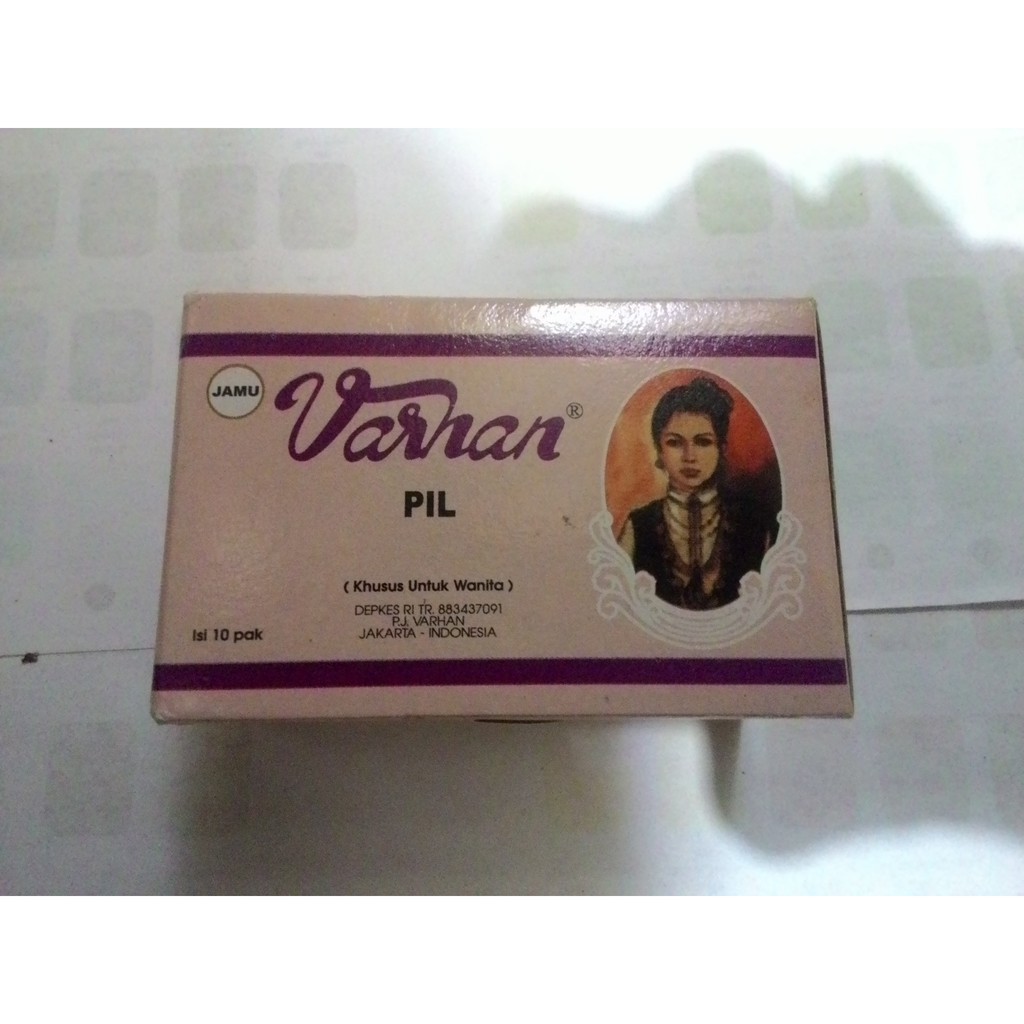 JAMU
Varhan®
PIL
( Khusus Untuk Wanita )
DEPKES RI TR. 883437091
P.J. VARHAN
JAKARTA - INDONESIA
Isi 10 pak